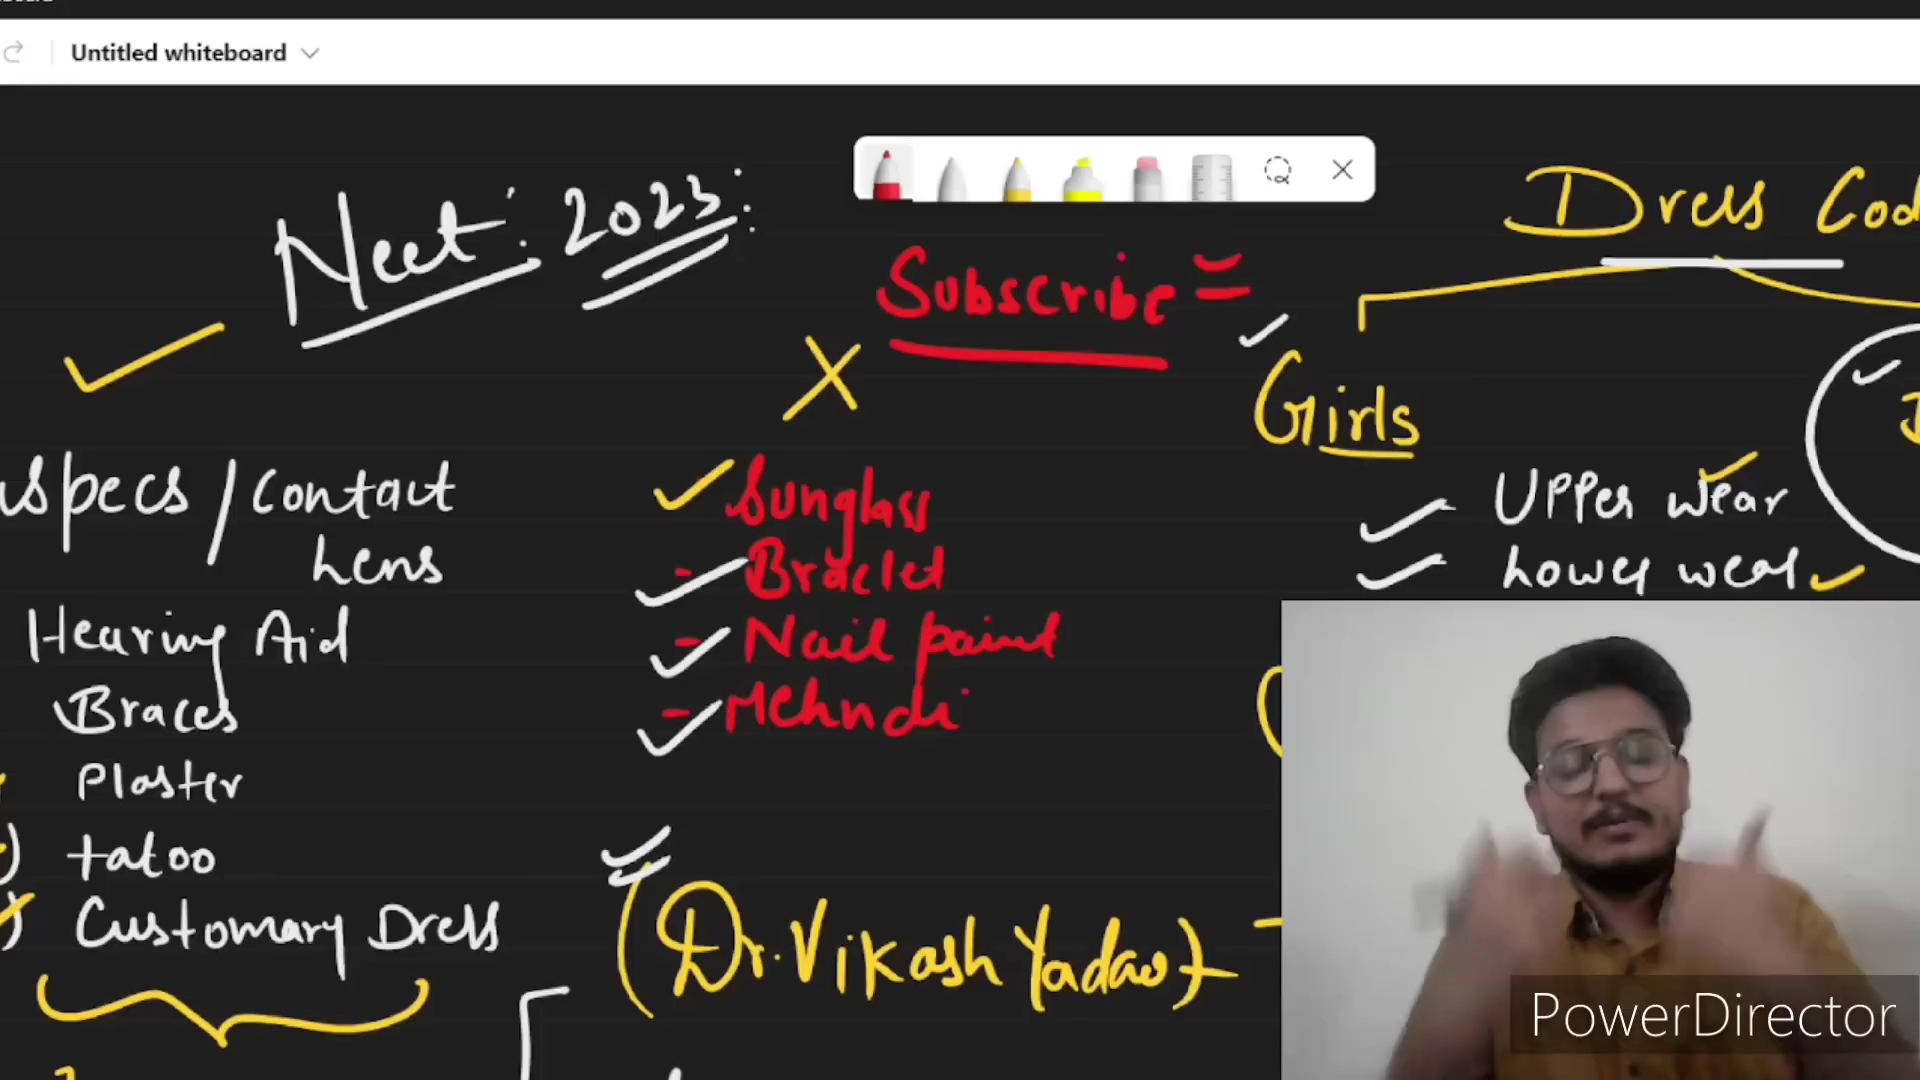 Untitled whiteboard
Neet: 2023:
Subscribe =
Dress Cod
Girls
specs / contact
Lens
Hearing Aid
Braces
Plaster
tatoo
Customary Dress
X
Sunglass
- Braclet
- Nail paint
- Mehndi
(Dr. Vikash Yadav)
Upper wear
Lower wear
PowerDirector